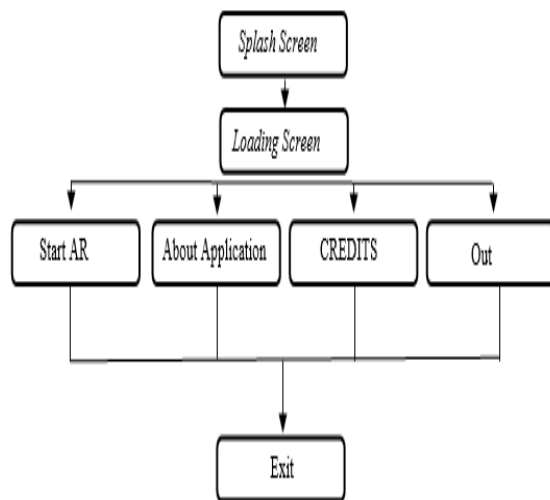 Splash Screen
Loading Screen
Start AR
About Application
CREDITS
Out
Exit